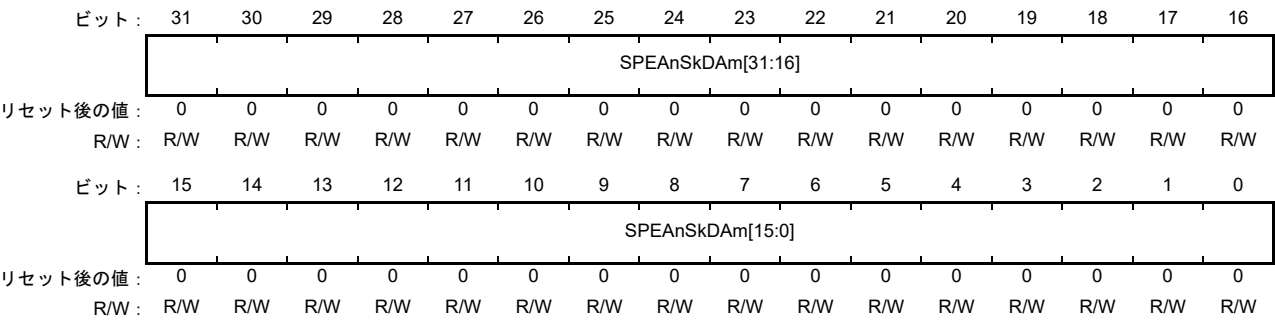 ビット： 31 30 29 28 27 26 25 24 23 22 21 20 19 18 17 16
SPEAnSkDAm[31:16]
リセット後の値： 0 0 0 0 0 0 0 0 0 0 0 0 0 0 0 0
R/W： R/W R/W R/W R/W R/W R/W R/W R/W R/W R/W R/W R/W R/W R/W R/W R/W
ビット： 15 14 13 12 11 10 9 8 7 6 5 4 3 2 1 0
SPEAnSkDAm[15:0]
リセット後の値： 0 0 0 0 0 0 0 0 0 0 0 0 0 0 0 0
R/W： R/W R/W R/W R/W R/W R/W R/W R/W R/W R/W R/W R/W R/W R/W R/W R/W